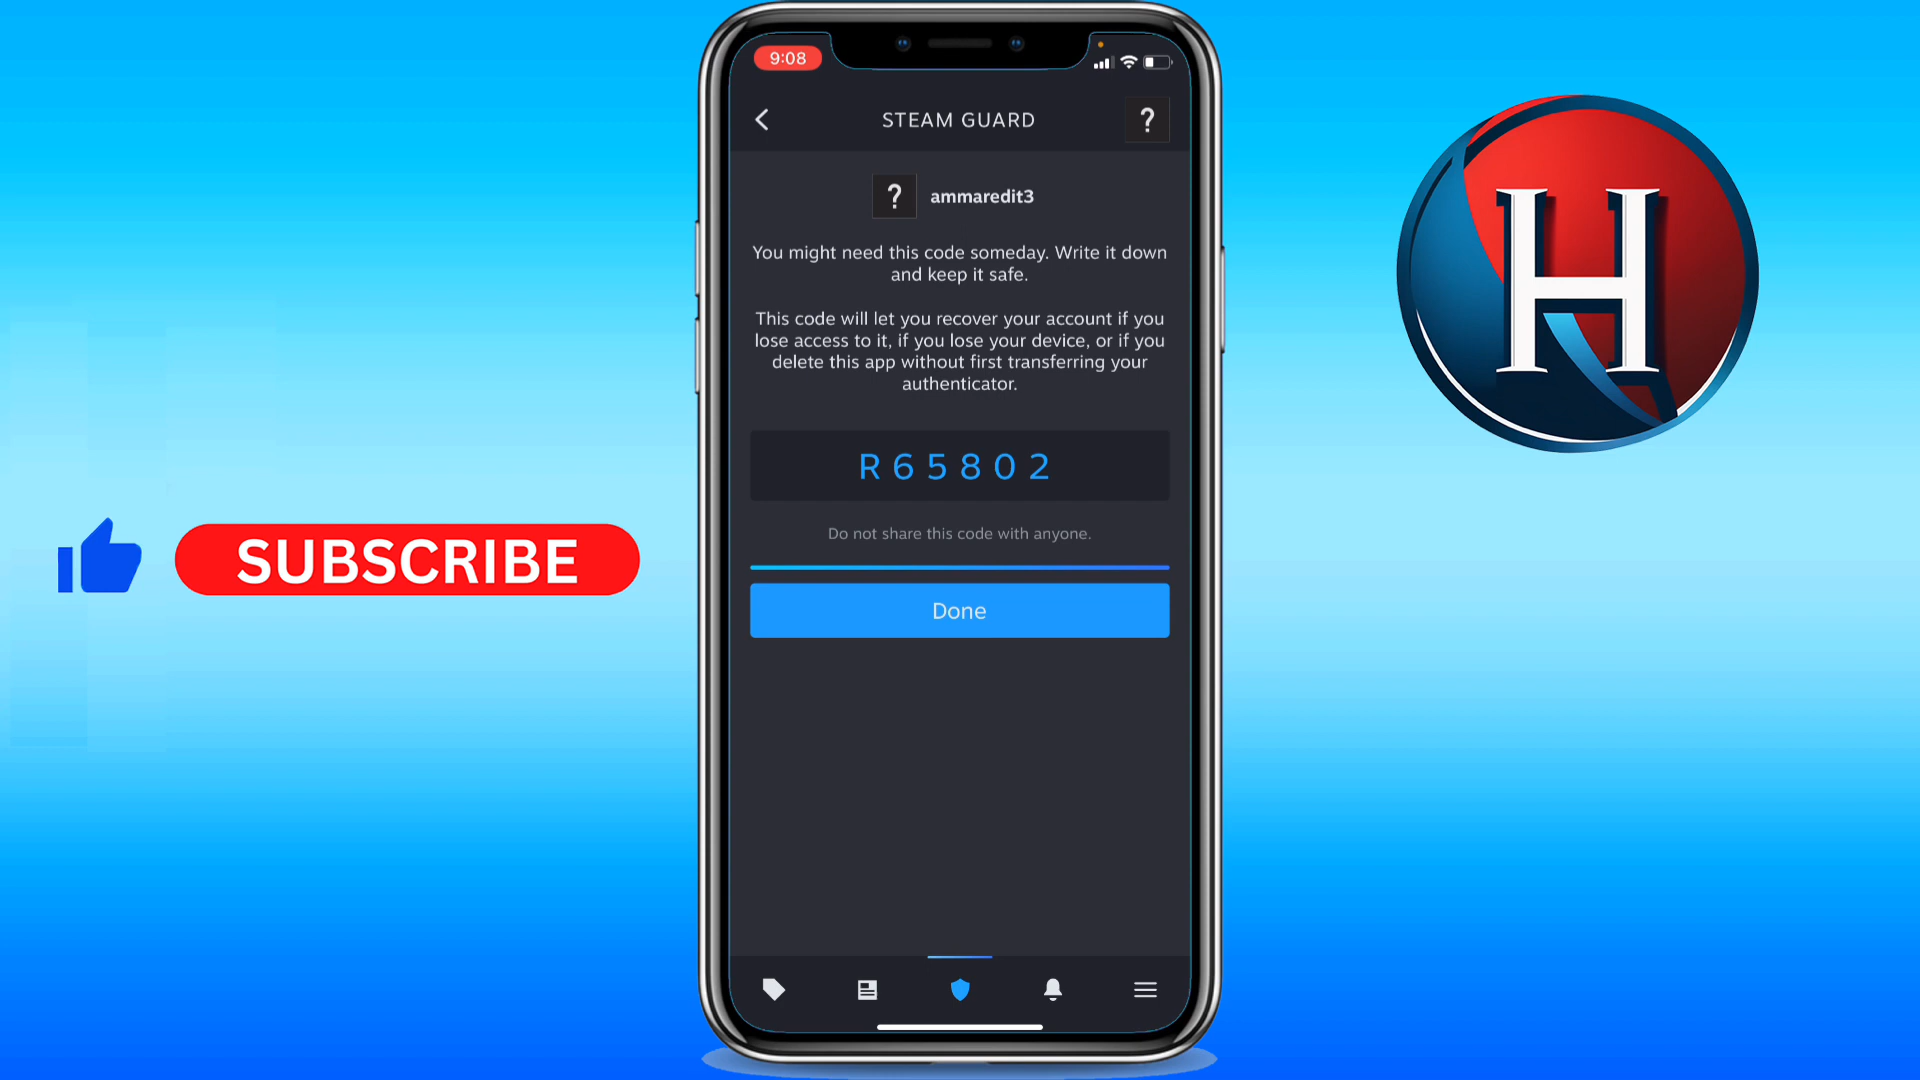 9:08
STEAM GUARD
?
?
ammaredit3
You might need this code someday. Write it down
and keep it safe.
This code will let you recover your account if you
lose access to it, if you lose your device, or if you
delete this app without first transferring your
authenticator.
R65802
Do not share this code with anyone.
Done
SUBSCRIBE
H